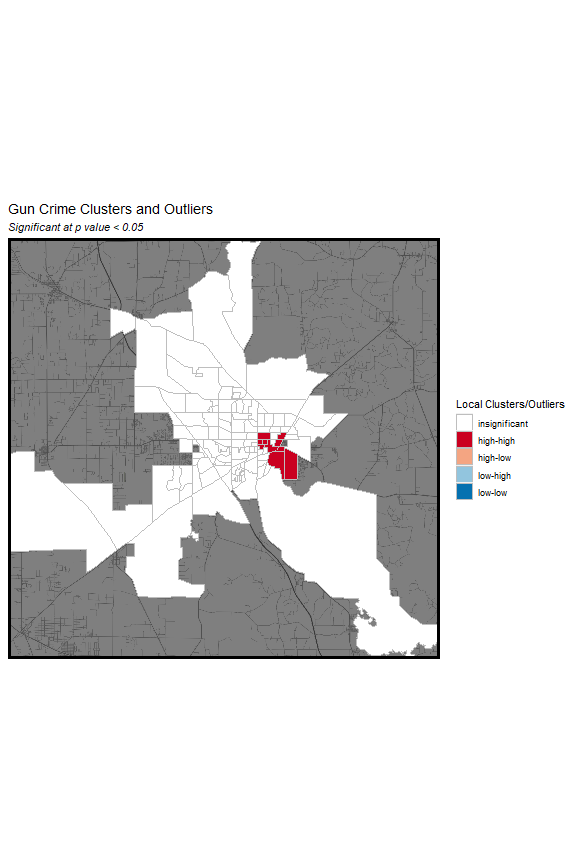 Gun Crime Clusters and Outliers
Significant at p value < 0.05
Local Clusters/Outliers
insignificant
high-high
high-low
low-high
low-low